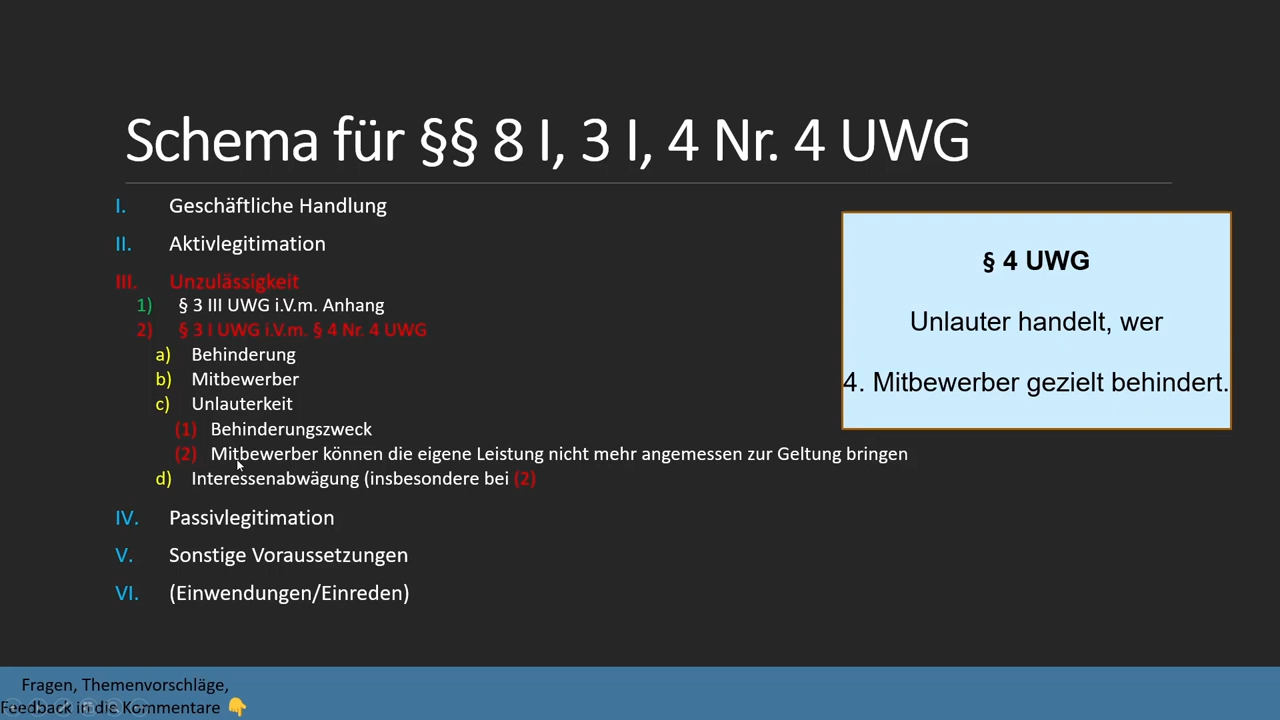 Schema für §§ 8 I, 3 I, 4 Nr. 4 UWG
I. Geschäftliche Handlung
II. Aktivlegitimation
III. Unzulässigkeit
1) § 3 III UWG i.V.m. Anhang
2) § 3 I UWG i.V.m. § 4 Nr. 4 UWG
a) Behinderung
b) Mitbewerber
c) Unlauterkeit
(1) Behinderungszweck
(2) Mitbewerber können die eigene Leistung nicht mehr angemessen zur Geltung bringen
d) Interessenabwägung (insbesondere bei (2)
IV. Passivlegitimation
V. Sonstige Voraussetzungen
VI. (Einwendungen/Einreden)
§ 4 UWG
Unlauter handelt, wer
4. Mitbewerber gezielt behindert.
Fragen, Themenvorschläge,
Feedback in die Kommentare 👇